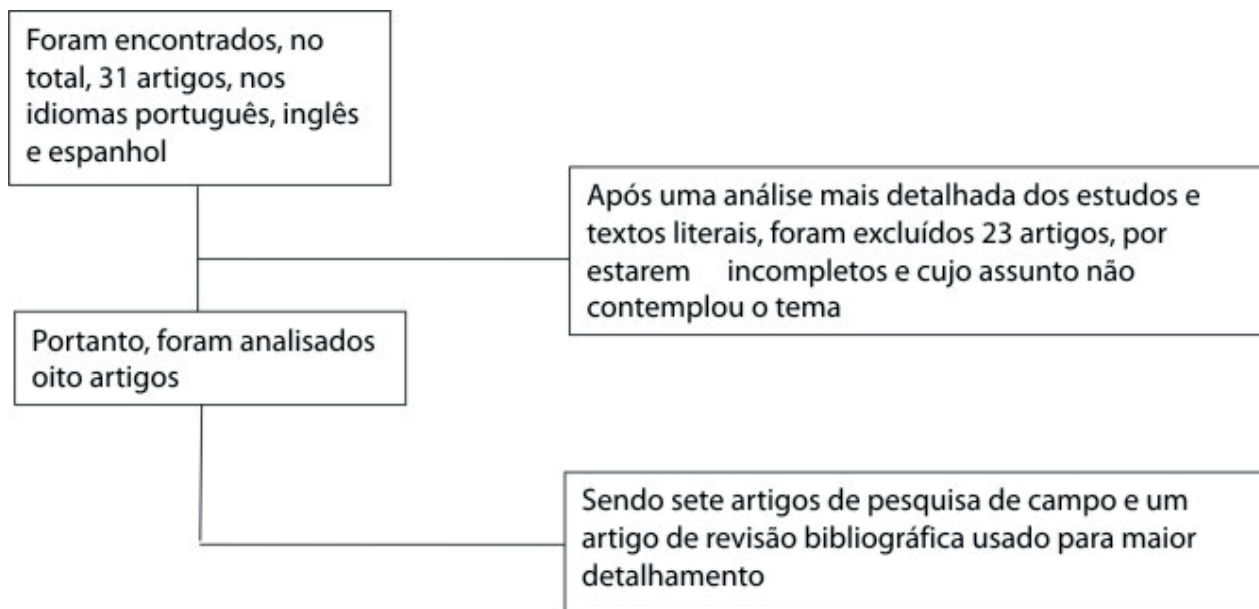 Foram encontrados, no
total, 31 artigos, nos
idiomas português, inglês
e espanhol
Após uma análise mais detalhada dos estudos e
textos literais, foram excluídos 23 artigos, por
estarem incompletos e cujo assunto não
contemplou o tema
Portanto, foram analisados
oito artigos
Sendo sete artigos de pesquisa de campo e um
artigo de revisão bibliográfica usado para maior
detalhamento